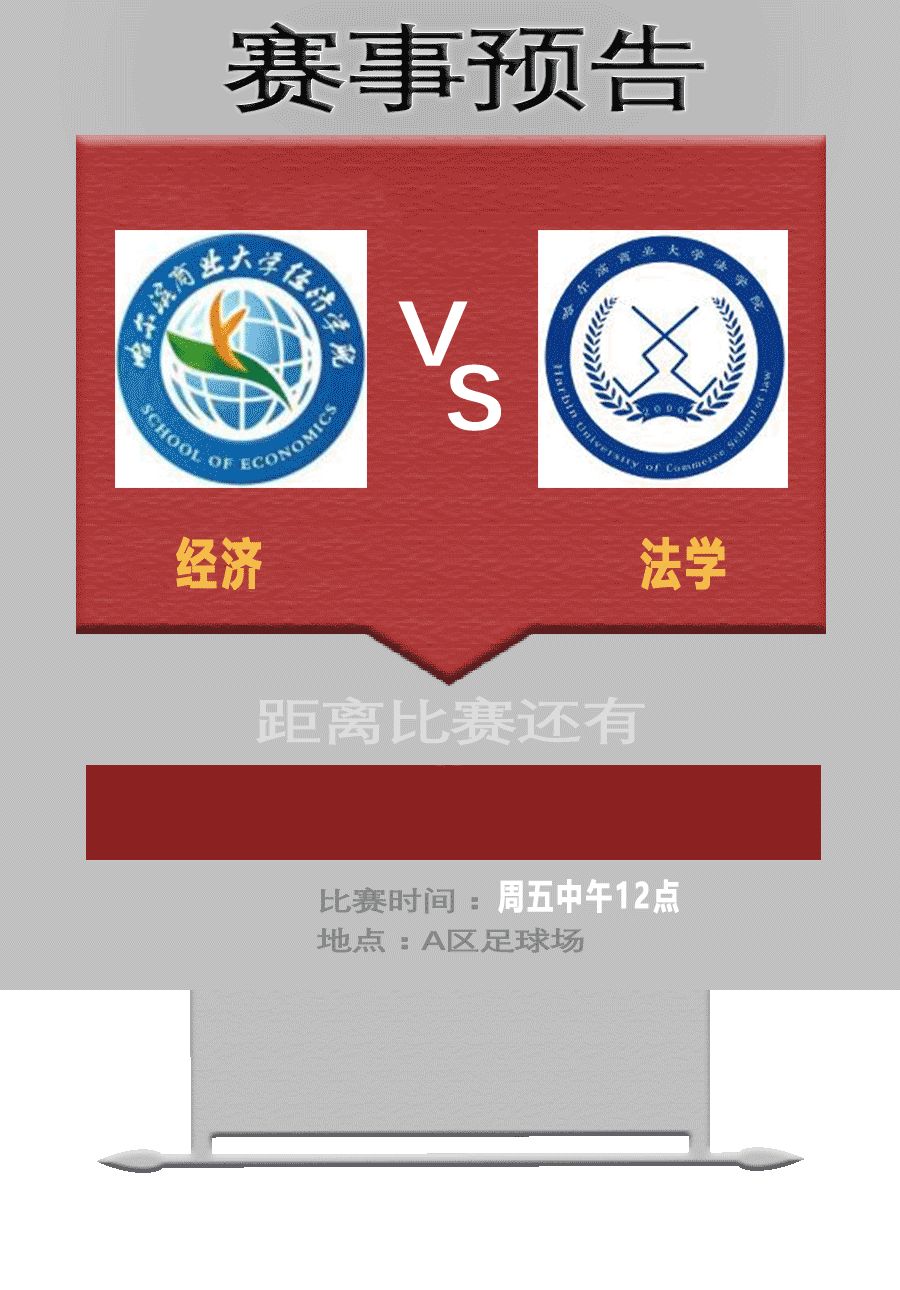 赛事预告
哈尔滨商业大学经济学院
SCHOOL OF ECONOMICS
VS
哈尔滨商业大学法学院
2000
Harbin University of Commerce School of law
经济
法学
距离比赛还有
比赛时间：周五中午12点
地点：A区足球场